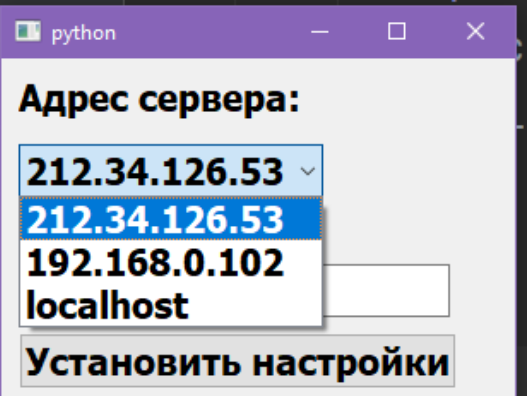 python
Адрес сервера:
212.34.126.53
212.34.126.53
192.168.0.102
localhost
Установить настройки